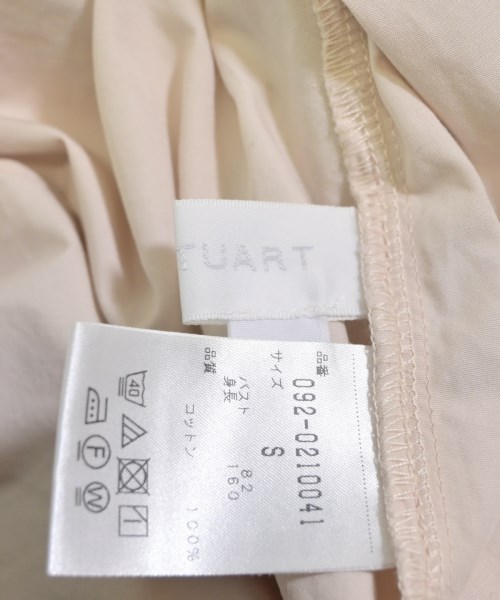 TUART
品番
092-0210041
サイズ S
バスト 82
身長 160
品質
コットン 100%
40
F W